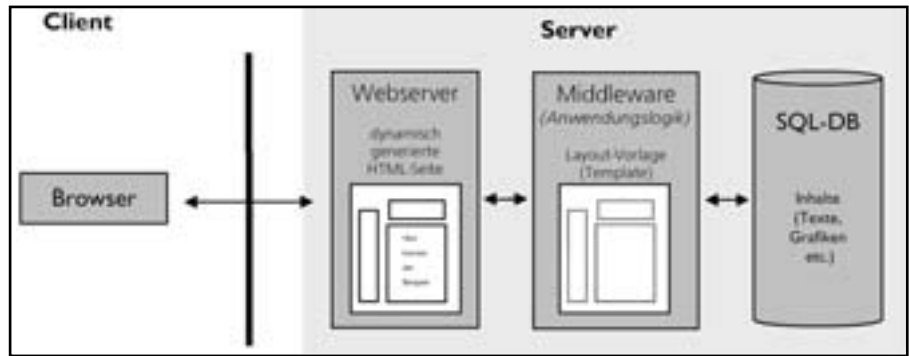 Client
Server
Browser
Webserver
dynamisch
generierte
HTML-Seite
Middleware
(Anwendungslogik)
Layout-Vorlage
(Template)
SQL-DB
Inhalte
(Texte,
Grafiken
etc.)